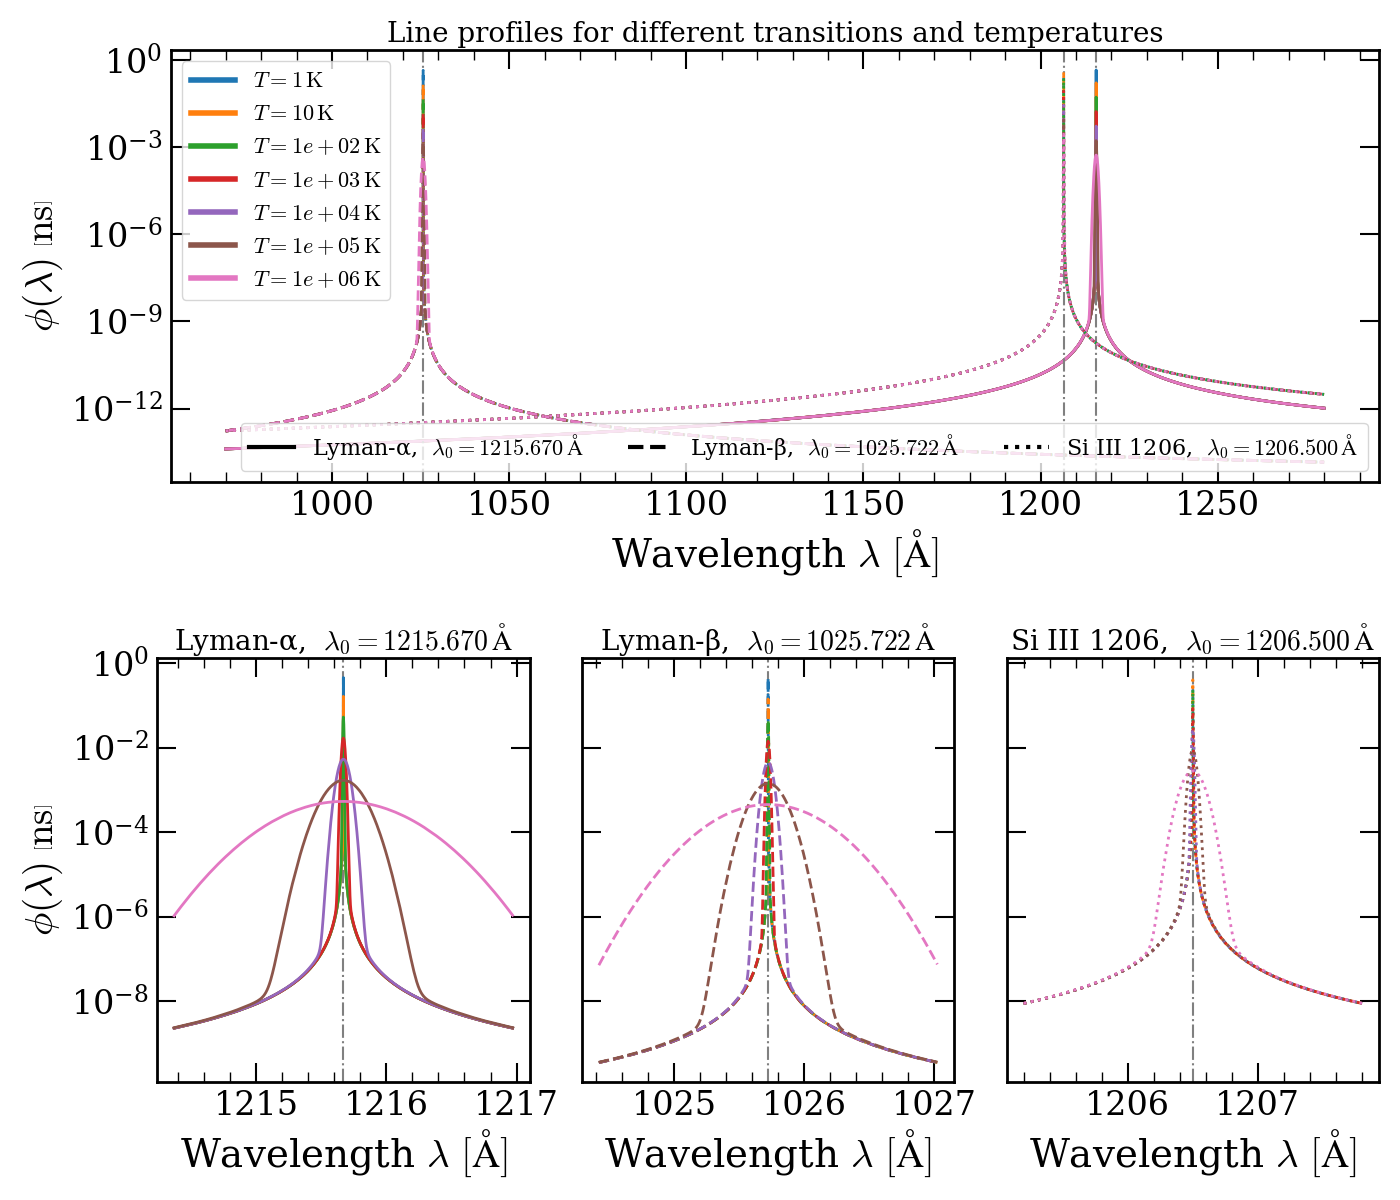 Line profiles for different transitions and temperatures
10⁰
10⁻³
10⁻⁶
10⁻⁹
10⁻¹²
ϕ(λ) [ns]
T = 1 K
T = 10 K
T = 1e + 02 K
T = 1e + 03 K
T = 1e + 04 K
T = 1e + 05 K
T = 1e + 06 K
Lyman-α, λ₀ = 1215.670 Å Lyman-β, λ₀ = 1025.722 Å Si III 1206, λ₀ = 1206.500 Å
1000 1050 1100 1150 1200 1250
Wavelength λ [Å]
Lyman-α, λ₀ = 1215.670 Å
Lyman-β, λ₀ = 1025.722 Å
Si III 1206, λ₀ = 1206.500 Å
10⁰
10⁻²
10⁻⁴
10⁻⁶
10⁻⁸
ϕ(λ) [ns]
1215 1216 1217
1025 1026 1027
1206 1207
Wavelength λ [Å]
Wavelength λ [Å]
Wavelength λ [Å]